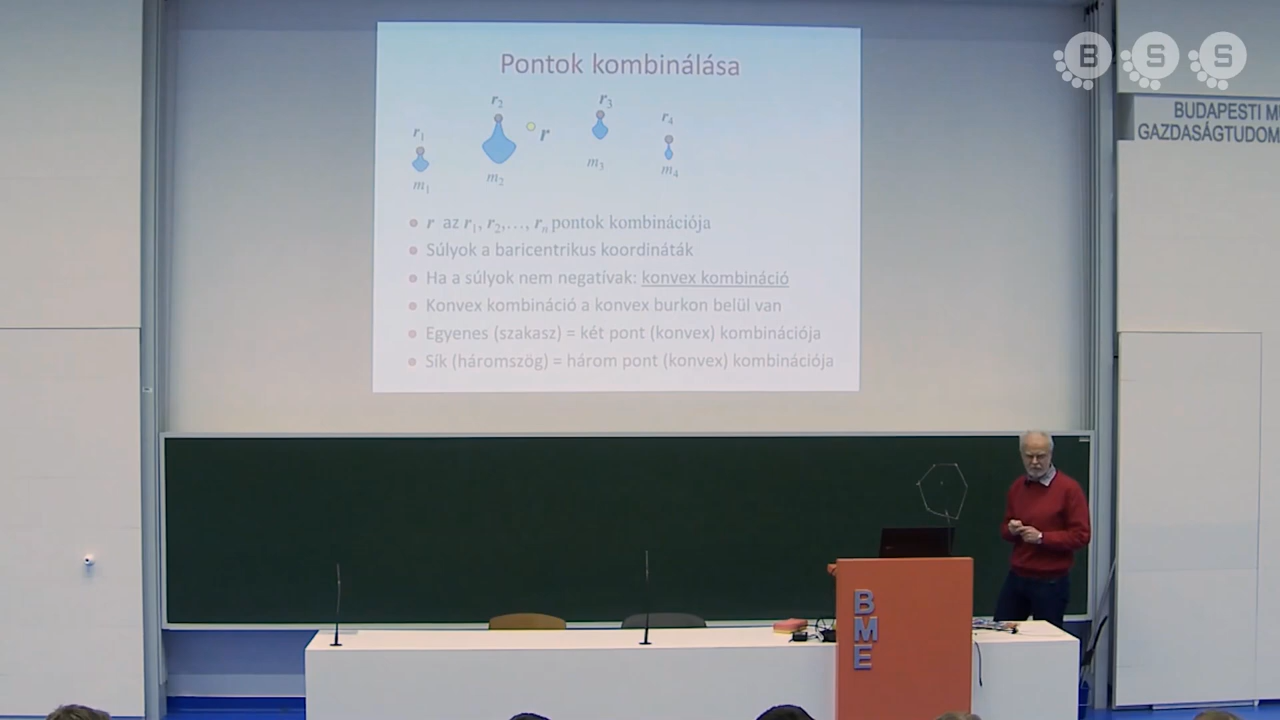 Pontok kombinálása
r1
r2
r
r3
r4
m1
m2
m3
m4
r az r1, r2,…, rn pontok kombinációja
Súlyok a baricentrikus koordináták
Ha a súlyok nem negatívak: konvex kombináció
Konvex kombináció a konvex burkon belül van
Egyenes (szakasz) = két pont (konvex) kombinációja
Sík (háromszög) = három pont (konvex) kombinációja
B S S
BUDAPESTI
GAZDASÁGTUDOM
B
M
E